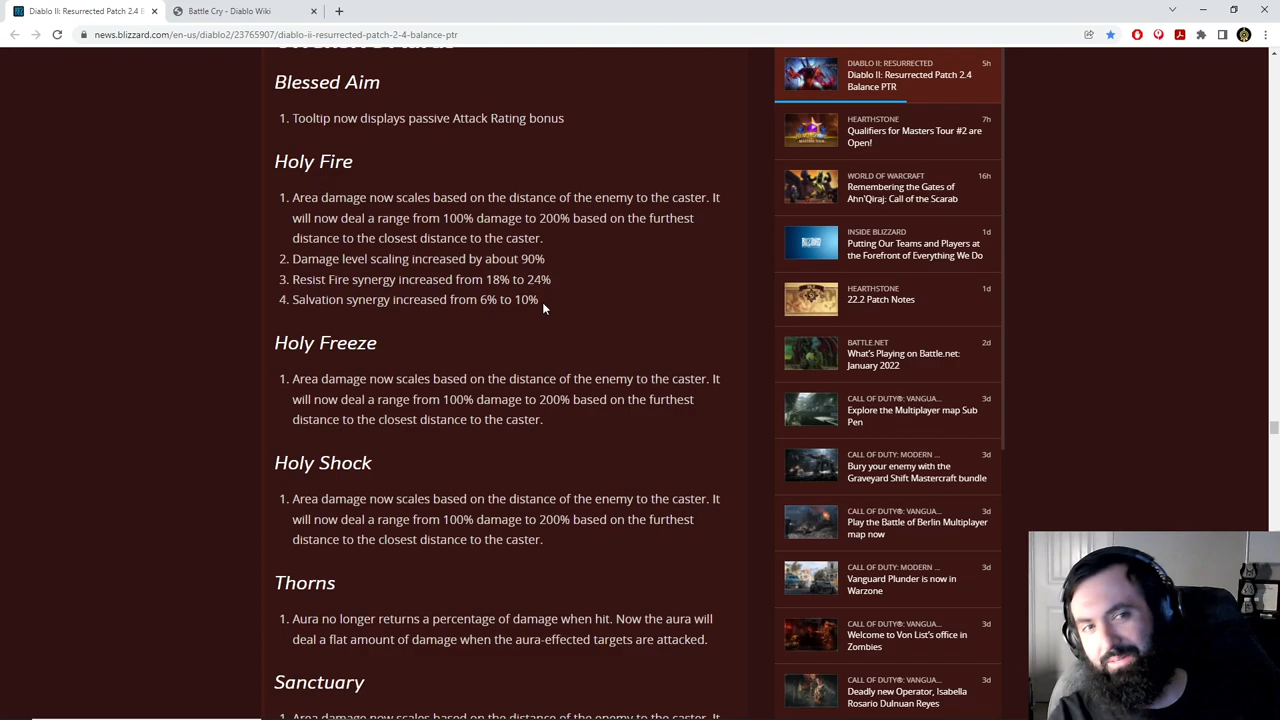 Diablo II: Resurrected Patch 2.4 B
Battle Cry - Diablo Wiki
news.blizzard.com/en-us/diablo2/23765907/diablo-ii-resurrected-patch-2-4-balance-ptr
Blessed Aim
1. Tooltip now displays passive Attack Rating bonus
Holy Fire
1. Area damage now scales based on the distance of the enemy to the caster. It
will now deal a range from 100% damage to 200% based on the furthest
distance to the closest distance to the caster.
2. Damage level scaling increased by about 90%
3. Resist Fire synergy increased from 18% to 24%
4. Salvation synergy increased from 6% to 10%
Holy Freeze
1. Area damage now scales based on the distance of the enemy to the caster. It
will now deal a range from 100% damage to 200% based on the furthest
distance to the closest distance to the caster.
Holy Shock
1. Area damage now scales based on the distance of the enemy to the caster. It
will now deal a range from 100% damage to 200% based on the furthest
distance to the closest distance to the caster.
Thorns
1. Aura no longer returns a percentage of damage when hit. Now the aura will
deal a flat amount of damage when the aura-effected targets are attacked.
Sanctuary
1. Area damage now scales based on the distance of the enemy to the caster. It
DIABLO II: RESURRECTED 5h
Diablo II: Resurrected Patch 2.4
Balance PTR
HEARTHSTONE 7h
Qualifiers for Masters Tour #2 are
Open!
WORLD OF WARCRAFT 16h
Remembering the Gates of
Ahn'Qiraj: Call of the Scarab
INSIDE BLIZZARD 1d
Putting Our Teams and Players at
the Forefront of Everything We Do
HEARTHSTONE 1d
22.2 Patch Notes
BATTLE.NET 2d
What's Playing on Battle.net:
January 2022
CALL OF DUTY®: VANGUA... 3d
Explore the Multiplayer map Sub
Pen
CALL OF DUTY: MODERN ... 3d
Bury your enemy with the
Graveyard Shift Mastercraft bundle
CALL OF DUTY®: VANGUA... 3d
Play the Battle of Berlin Multiplayer
map now
CALL OF DUTY: MODERN ... 3d
Vanguard Plunder is now in
Warzone
CALL OF DUTY®: VANGUA... 3d
Welcome to Von List's office in
Zombies
CALL OF DUTY®: VANGUA... 3d
Deadly new Operator, Isabella
Rosario Dulnuan Reyes